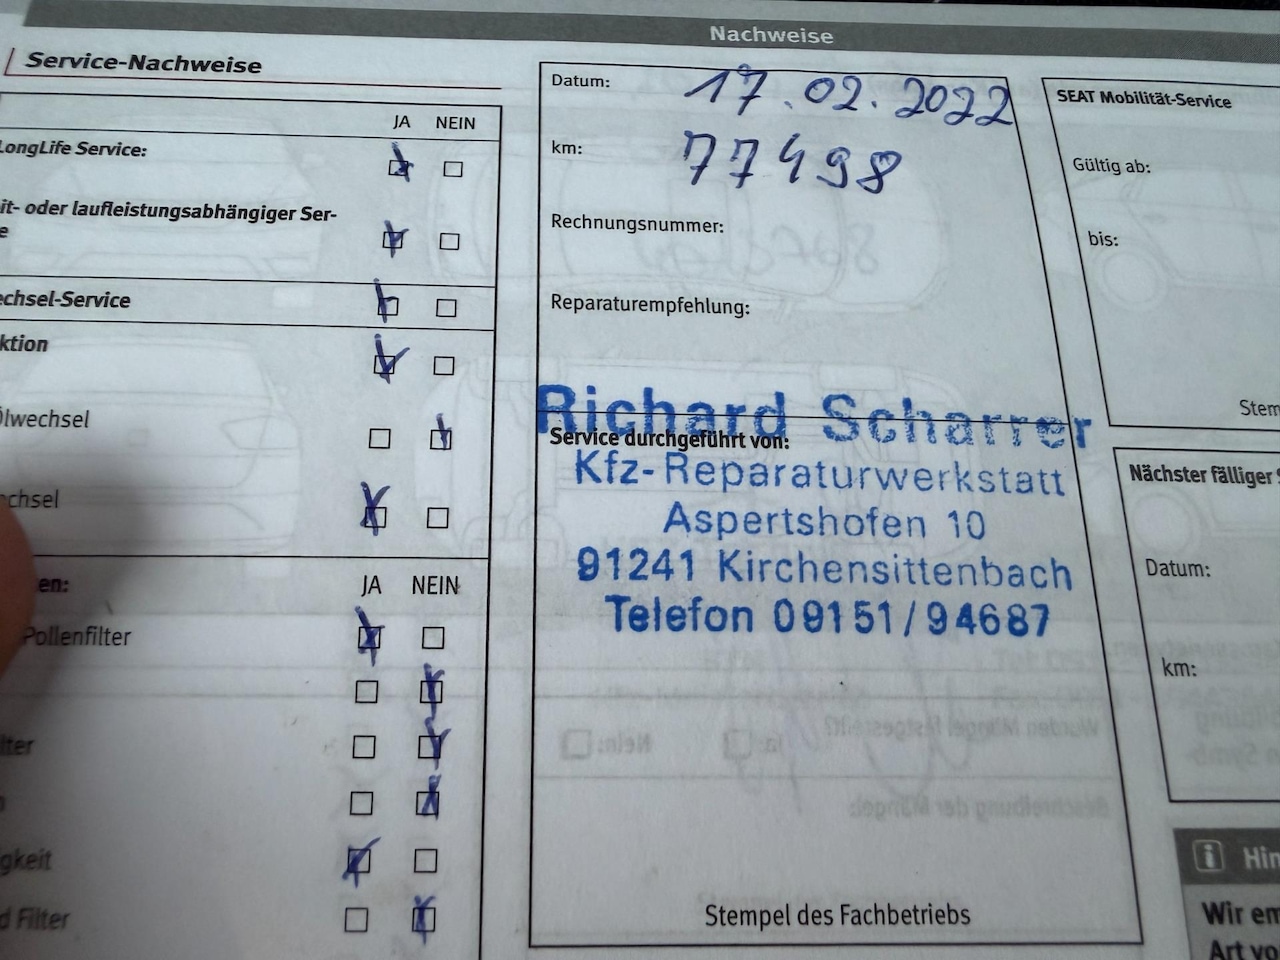 Nachweise
Service-Nachweise
JA NEIN
LongLife Service:
it- oder laufleistungsabhängiger Ser-
e
echsel-Service
ktion
Ölwechsel
chsel
en: JA NEIN
Pollenfilter
lter
n
gkeit
d Filter
Datum: 17.02.2022
km: 77498
Rechnungsnummer:
Reparaturempfehlung:
Richard Scharrer
Service durchgeführt von:
Kfz-Reparaturwerkstatt
Aspertshofen 10
91241 Kirchensittenbach
Telefon 09151/94687
Stempel des Fachbetriebs
SEAT Mobilität-Service
Gültig ab:
bis:
Stem
Nächster fälliger S
Datum:
km:
Hin
Wir em
Art vo